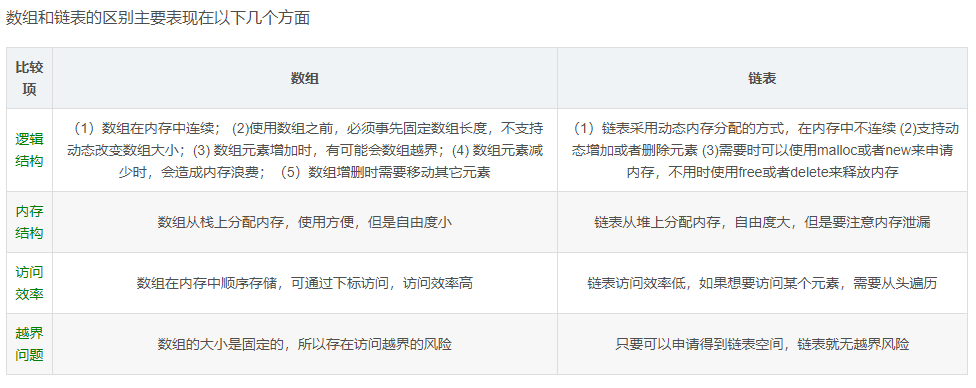 数组和链表的区别主要表现在以下几个方面
比较
项
数组
链表
逻辑
结构
（1）数组在内存中连续； (2)使用数组之前，必须事先固定数组长度，不支持
动态改变数组大小；(3) 数组元素增加时，有可能会数组越界；(4) 数组元素减
少时，会造成内存浪费； （5）数组增删时需要移动其它元素
（1）链表采用动态内存分配的方式，在内存中不连续 (2)支持动
态增加或者删除元素 (3)需要时可以使用malloc或者new来申请
内存，不用时使用free或者delete来释放内存
内存
结构
数组从栈上分配内存，使用方便，但是自由度小
链表从堆上分配内存，自由度大，但是要注意内存泄漏
访问
效率
数组在内存中顺序存储，可通过下标访问，访问效率高
链表访问效率低，如果想要访问某个元素，需要从头遍历
越界
问题
数组的大小是固定的，所以存在访问越界的风险
只要可以申请得到链表空间，链表就无越界风险